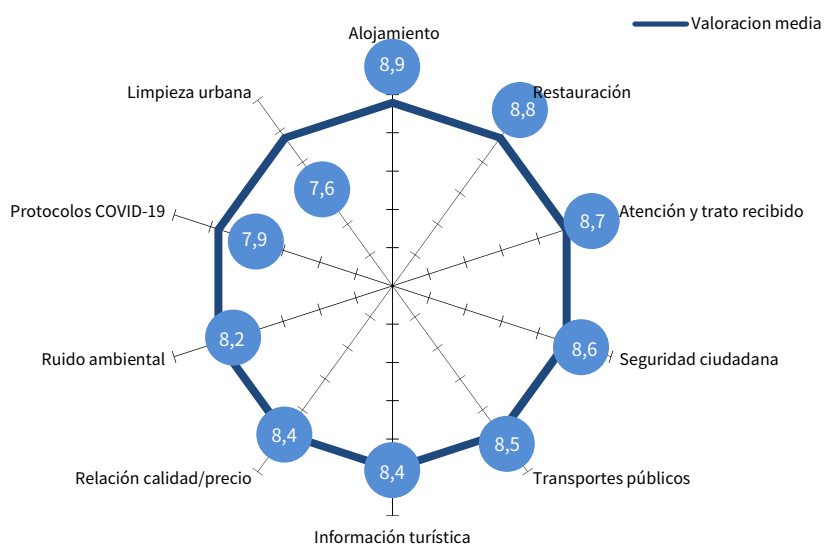 Valoracion media
Alojamiento
8,9
Restauración
8,8
Limpieza urbana
7,6
Protocolos COVID-19
7,9
Atención y trato recibido
8,7
Ruido ambiental
8,2
Seguridad ciudadana
8,6
Relación calidad/precio
8,4
Transportes públicos
8,5
Información turística
8,4